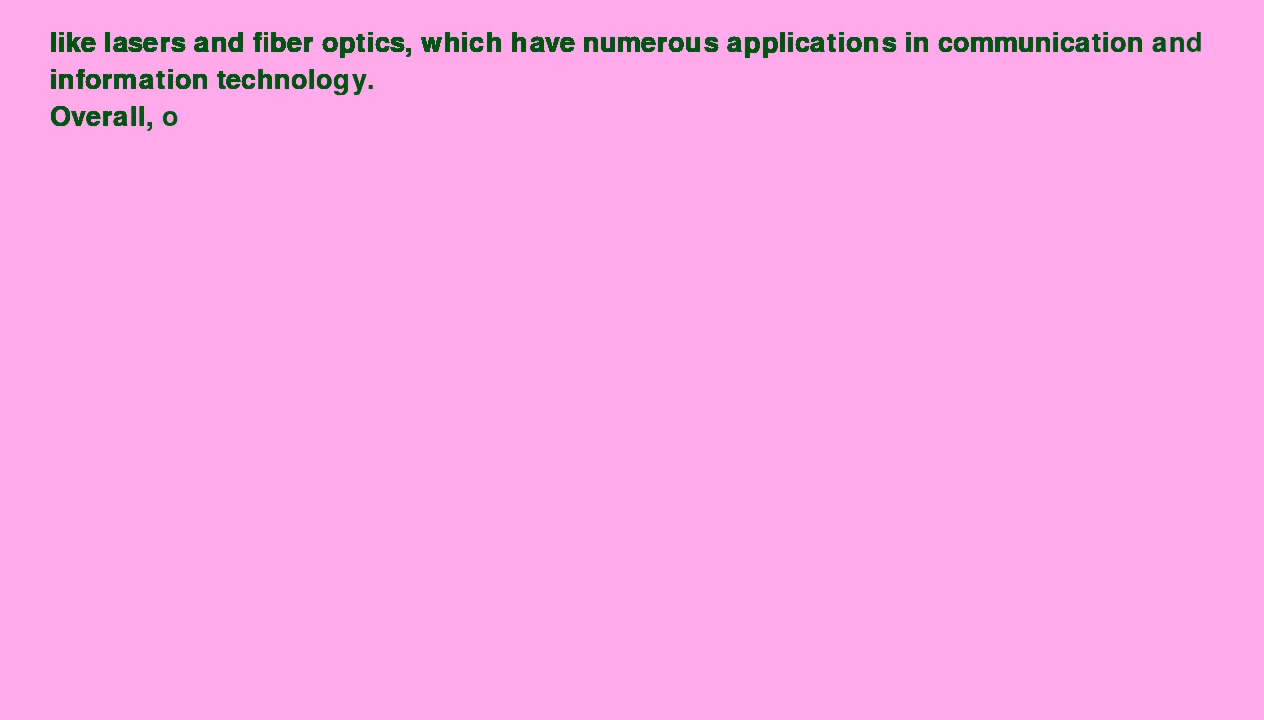 like lasers and fiber optics, which have numerous applications in communication and
information technology.
Overall, o